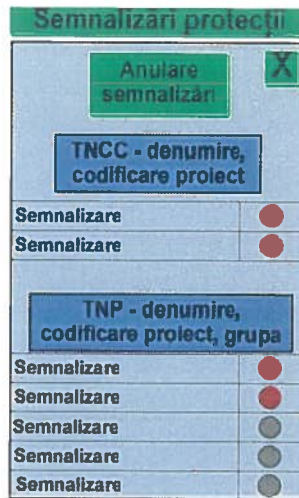 Semnalizări protecții
Anulare
semnalizări
X
TNCC - denumire,
codificare proiect
Semnalizare
Semnalizare
TNP - denumire,
codificare proiect, grupa
Semnalizare
Semnalizare
Semnalizare
Semnalizare
Semnalizare